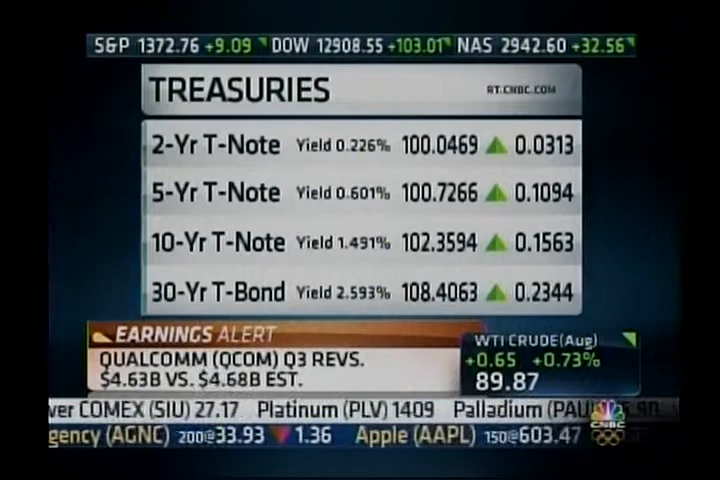 S&P 1372.76 +9.09 DOW 12908.55 +103.01 NAS 2942.60 +32.56
TREASURIES RT.CNBC.COM
2-Yr T-Note Yield 0.226% 100.0469 0.0313
5-Yr T-Note Yield 0.601% 100.7266 0.1094
10-Yr T-Note Yield 1.491% 102.3594 0.1563
30-Yr T-Bond Yield 2.593% 108.4063 0.2344
EARNINGS ALERT
QUALCOMM (QCOM) Q3 REVS.
$4.63B VS. $4.68B EST.
WTI CRUDE(Aug)
+0.65 +0.73%
89.87
ver COMEX (SIU) 27.17 Platinum (PLV) 1409 Palladium (PAU
CNBC
gency (AGNC) 200@33.93 1.36 Apple (AAPL) 150@603.47